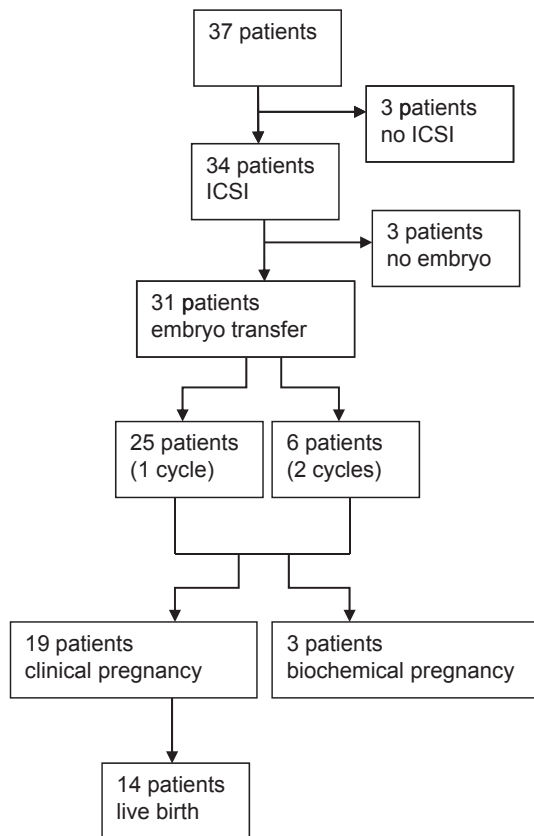 37 patients
3 patients
no ICSI
34 patients
ICSI
3 patients
no embryo
31 patients
embryo transfer
25 patients
(1 cycle)
6 patients
(2 cycles)
19 patients
clinical pregnancy
3 patients
biochemical pregnancy
14 patients
live birth